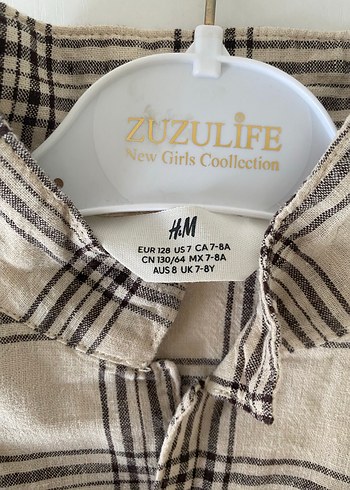 ZUZULiFE
New Girls Coollcetion
H&M
EUR 128 US 7 CA 7-8A
CN 130/64 MX 7-8A
AUS 8 UK 7-8Y